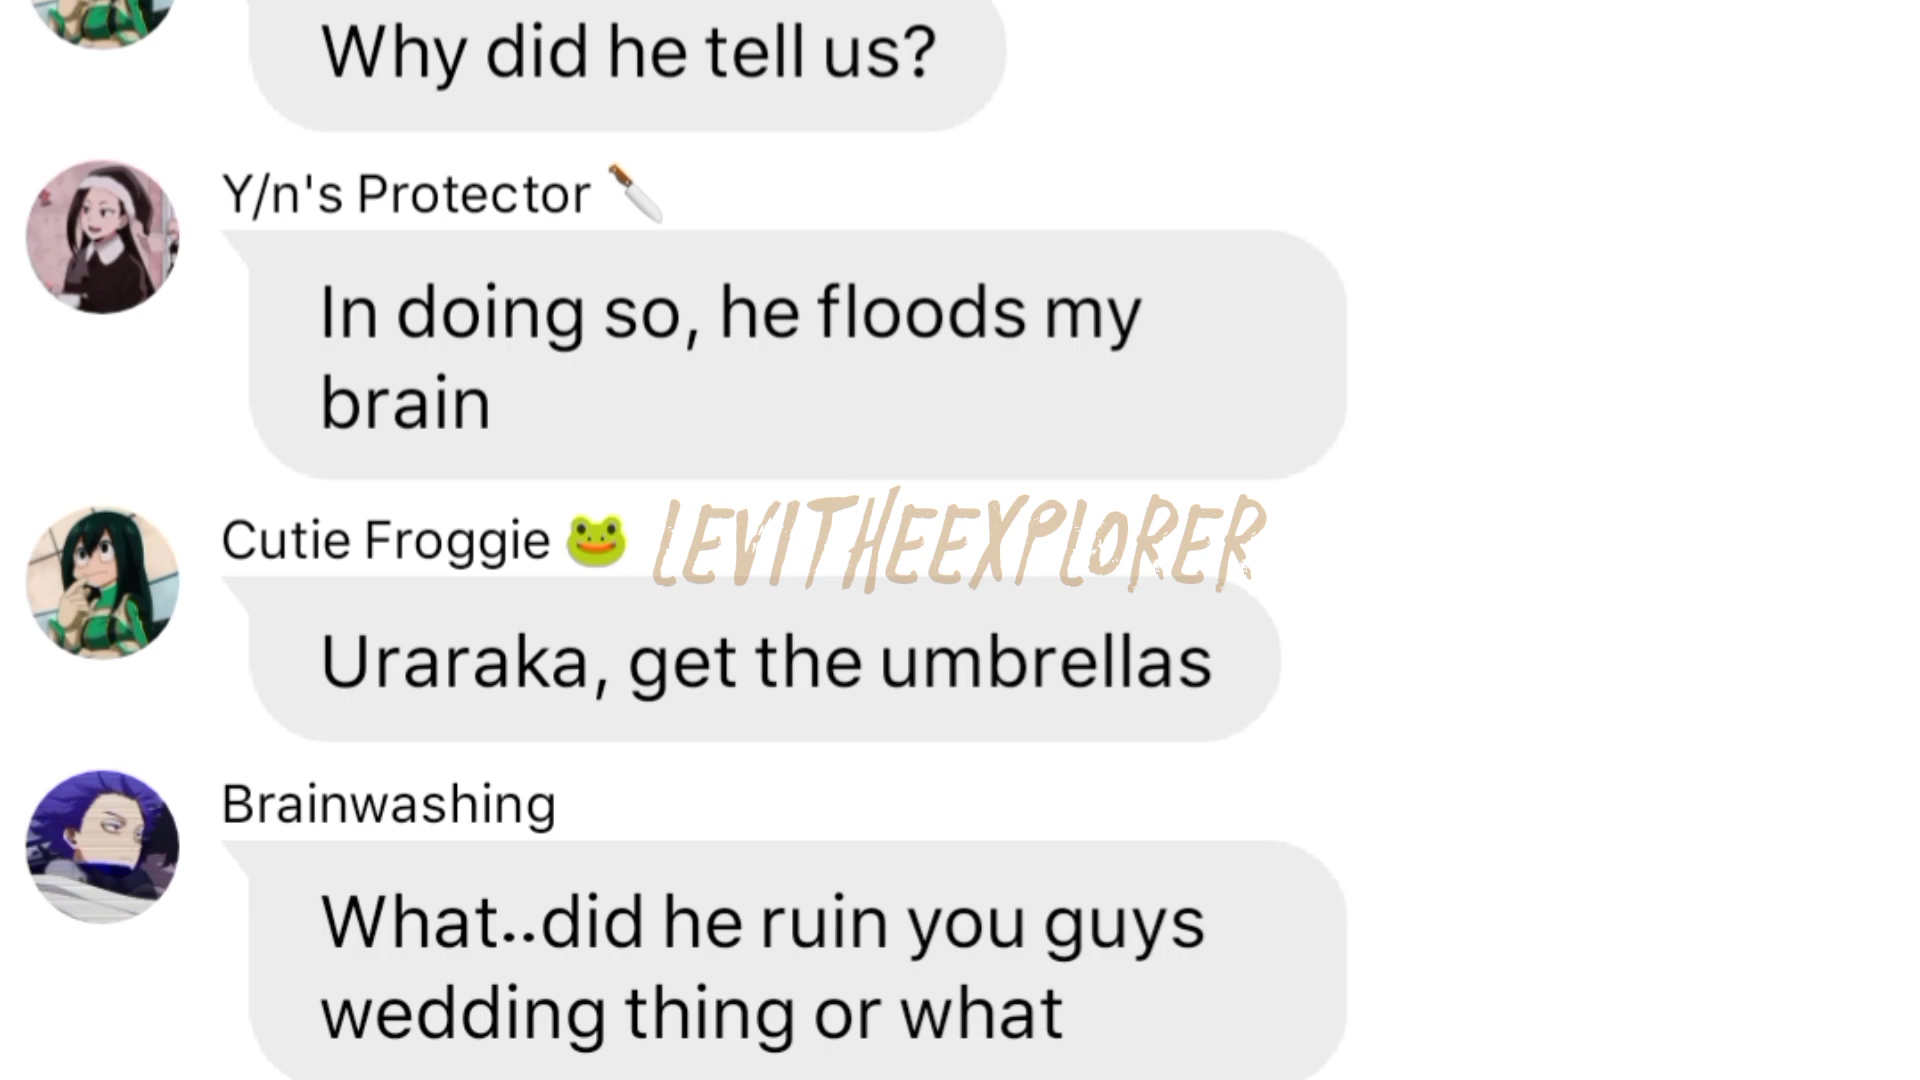 Why did he tell us?
Y/n's Protector 🔪
In doing so, he floods my
brain
Cutie Froggie 🐸
LEVITHEEXPLORER
Uraraka, get the umbrellas
Brainwashing
What..did he ruin you guys
wedding thing or what